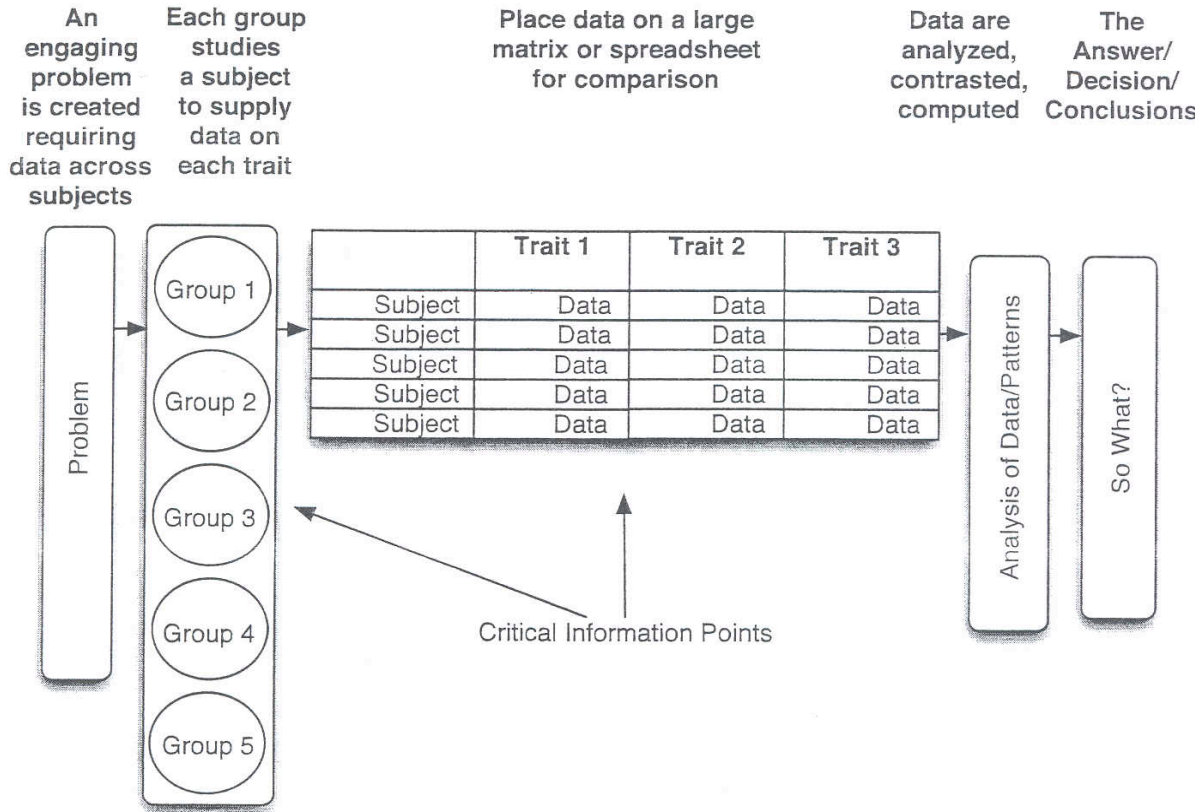 An
engaging
problem
is created
requiring
data across
subjects
Each group
studies
a subject
to supply
data on
each trait
Place data on a large
matrix or spreadsheet
for comparison
Data are
analyzed,
contrasted,
computed
The
Answer/
Decision/
Conclusions
Problem
Group 1
Group 2
Group 3
Group 4
Group 5
Trait 1 Trait 2 Trait 3
Subject Data Data Data
Subject Data Data Data
Subject Data Data Data
Subject Data Data Data
Subject Data Data Data
Critical Information Points
Analysis of Data/Patterns
So What?